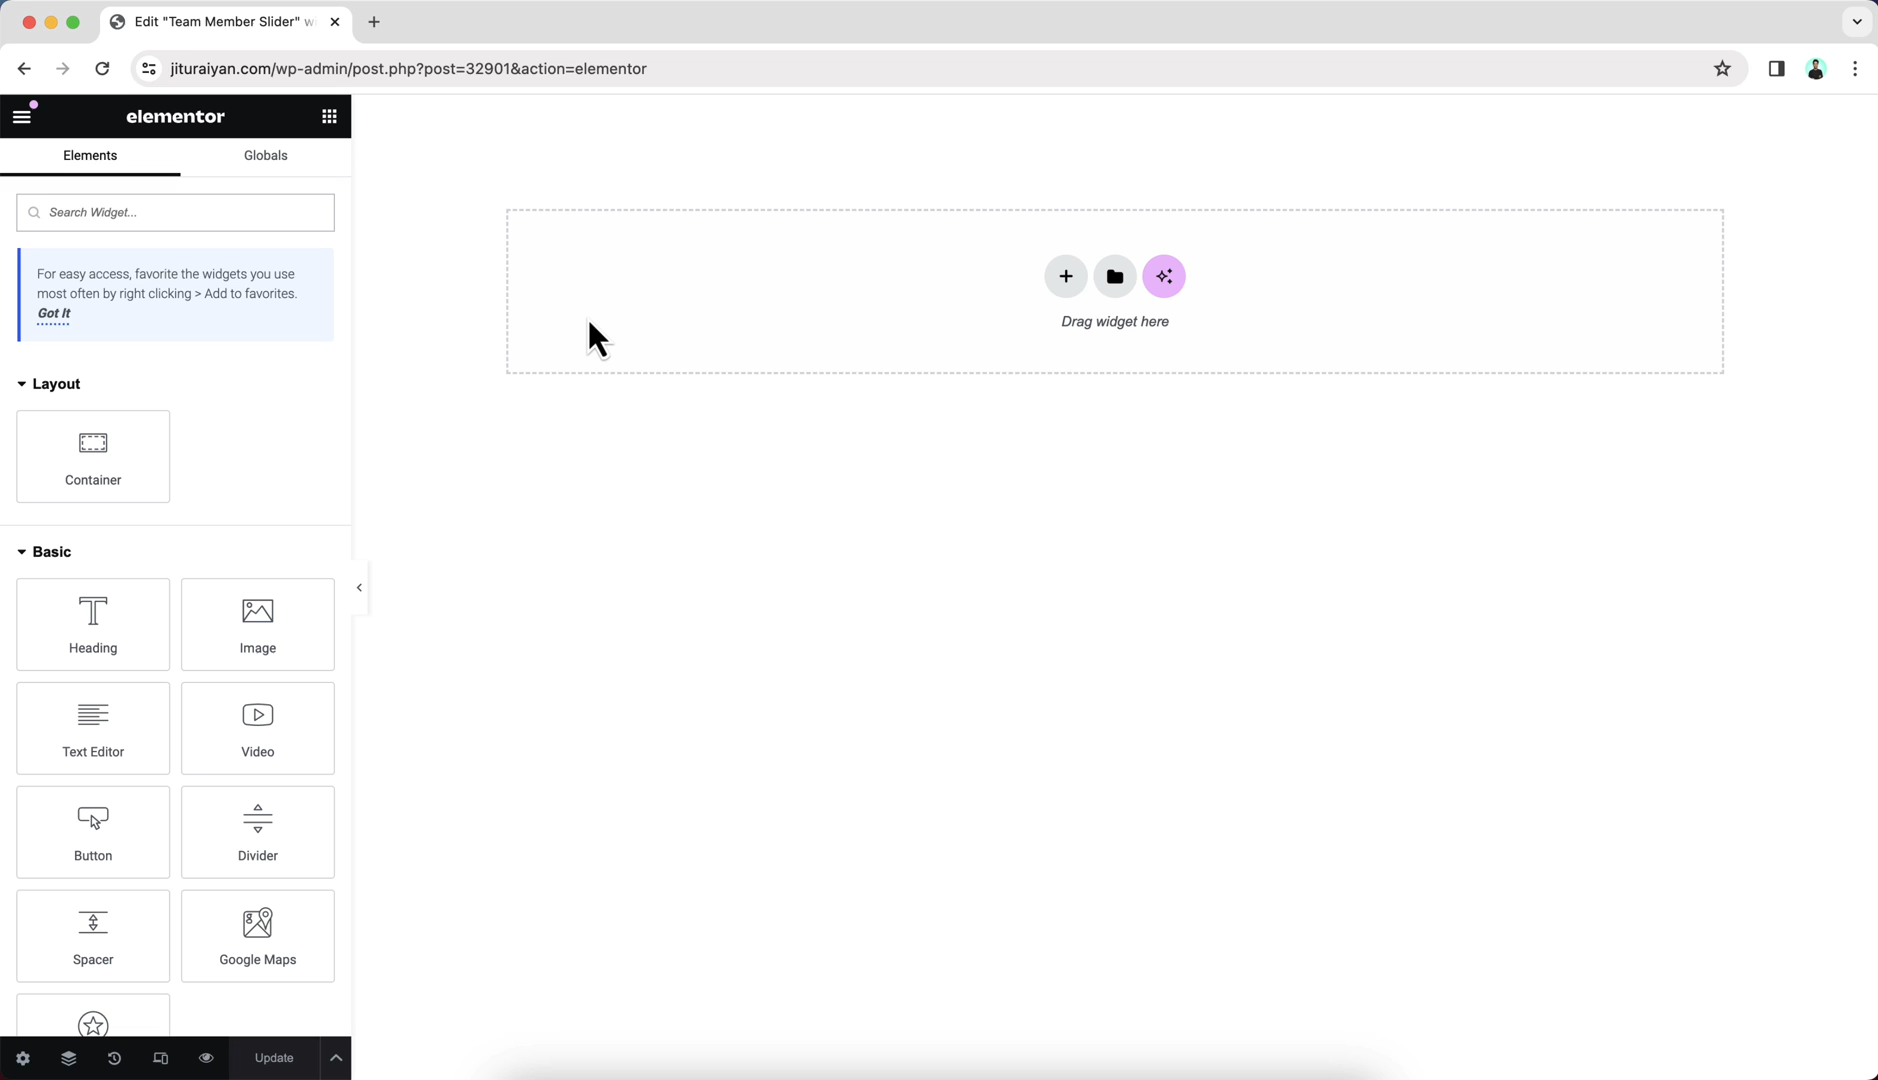 Edit "Team Member Slider" w
jituraiyan.com/wp-admin/post.php?post=32901&action=elementor
elementor
Elements
Globals
Search Widget...
For easy access, favorite the widgets you use
most often by right clicking > Add to favorites.
Got It
Layout
Container
Basic
Heading
Image
Text Editor
Video
Button
Divider
Spacer
Google Maps
Update
Drag widget here